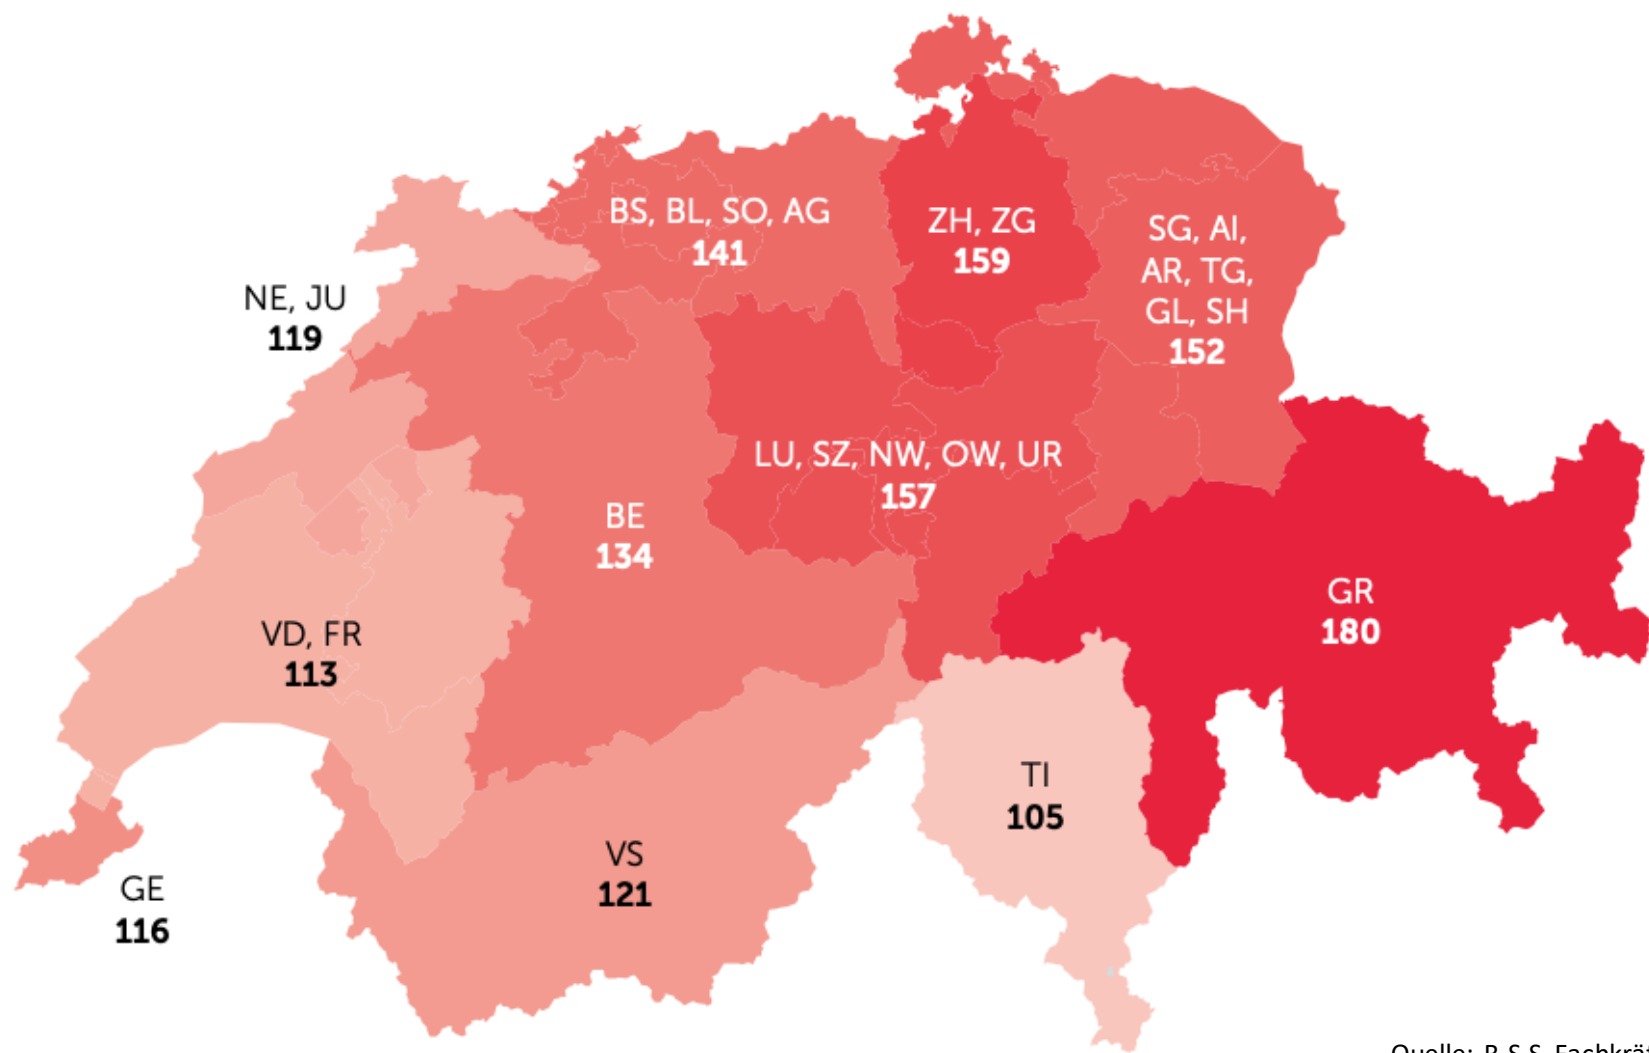 BS, BL, SO, AG
141
ZH, ZG
159
SG, AI,
AR, TG,
GL, SH
152
NE, JU
119
LU, SZ, NW, OW, UR
157
BE
134
GR
180
VD, FR
113
TI
105
VS
121
GE
116
Quelle: B,S,S,